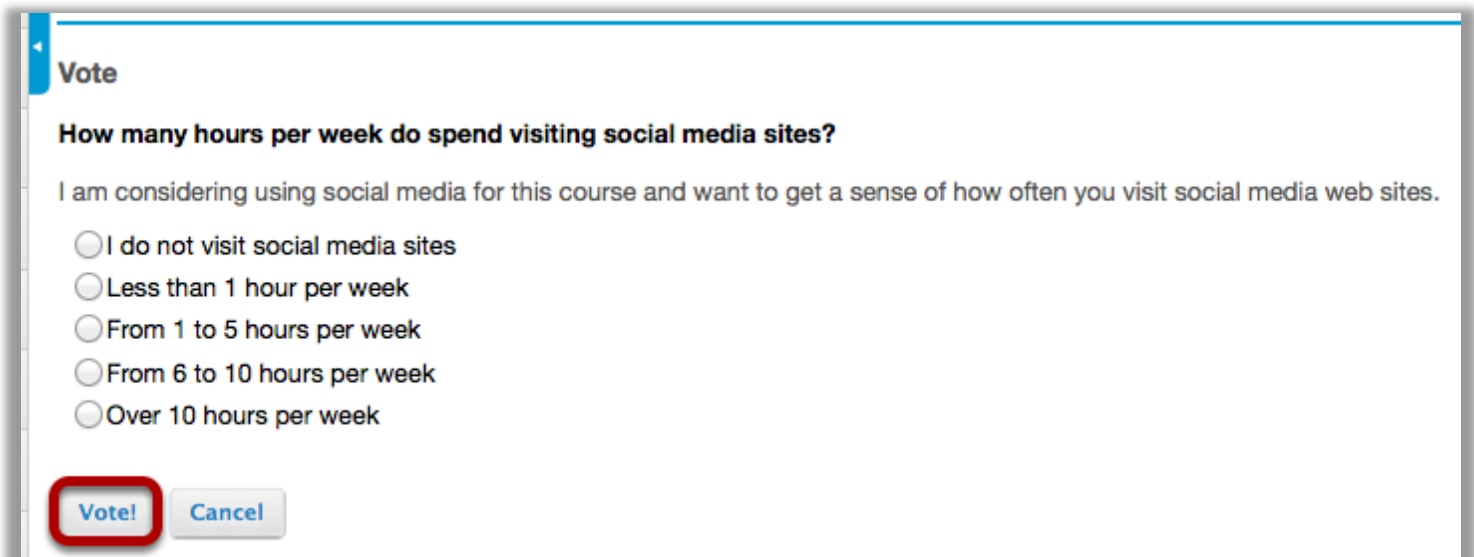 Vote
How many hours per week do spend visiting social media sites?
I am considering using social media for this course and want to get a sense of how often you visit social media web sites.
I do not visit social media sites
Less than 1 hour per week
From 1 to 5 hours per week
From 6 to 10 hours per week
Over 10 hours per week
Vote! Cancel